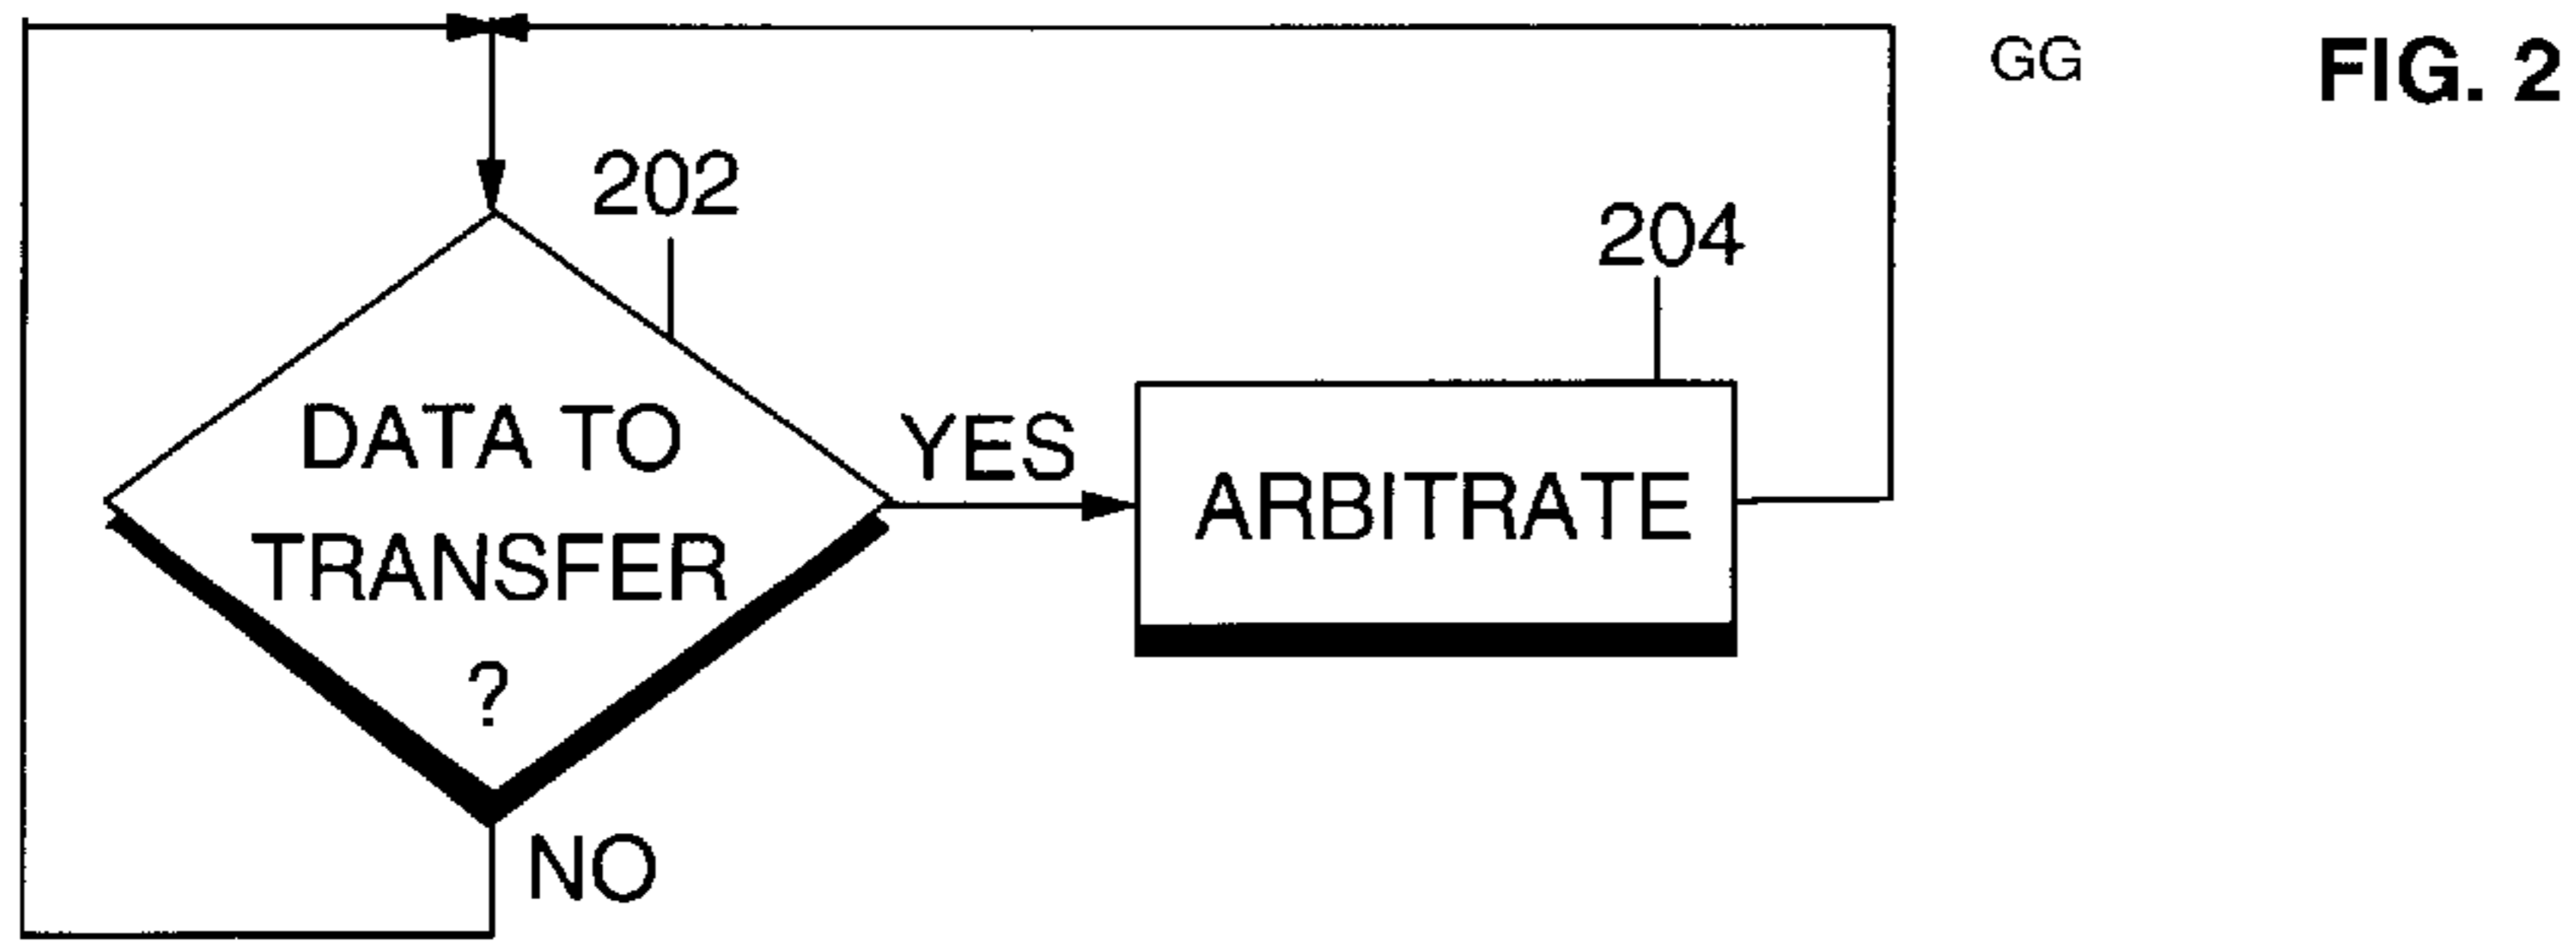 GG
FIG. 2
202
204
DATA TO
TRANSFER
?
YES
ARBITRATE
NO